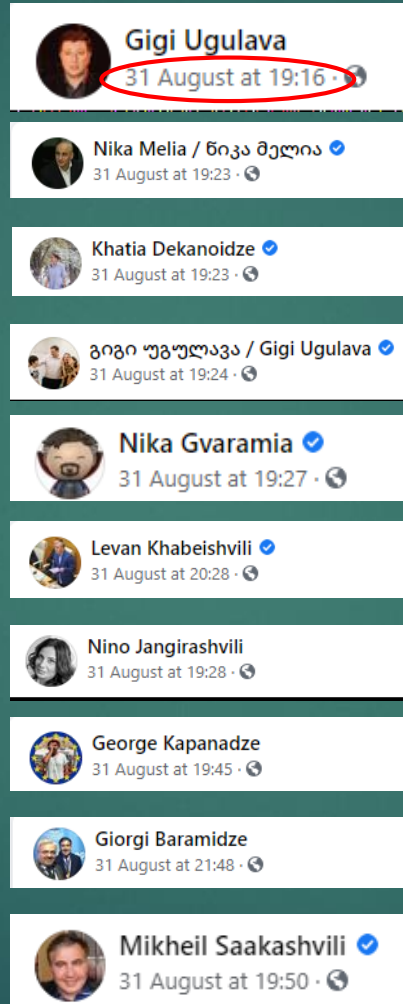 Gigi Ugulava
31 August at 19:16 ·
Nika Melia / ნიკა მელია
31 August at 19:23 ·
Khatia Dekanoidze
31 August at 19:23 ·
გიგი უგულავა / Gigi Ugulava
31 August at 19:24 ·
Nika Gvaramia
31 August at 19:27 ·
Levan Khabeishvili
31 August at 20:28 ·
Nino Jangirashvili
31 August at 19:28 ·
George Kapanadze
31 August at 19:45 ·
Giorgi Baramidze
31 August at 21:48 ·
Mikheil Saakashvili
31 August at 19:50 ·